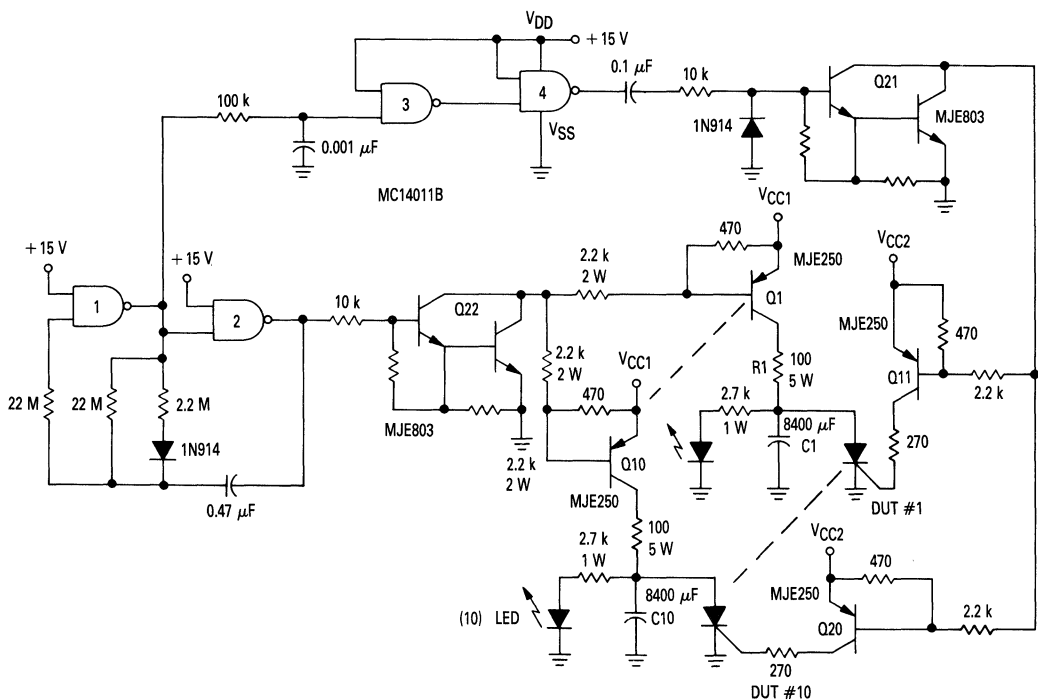 V_DD
+ 15 V
0.1 µF
10 k
Q21
3
4
100 k
1N914
MJE803
V_SS
0.001 µF
MC14011B
V_CC1
470
V_CC2
2.2 k
2 W
MJE250
+ 15 V
+ 15 V
1
2
10 k
Q22
Q1
MJE250
470
2.2 k
2 W
V_CC1
R1
100
5 W
Q11
2.2 k
22 M
22 M
2.2 M
470
2.7 k
1 W
8400 µF
C1
270
1N914
MJE803
2.2 k
2 W
Q10
MJE250
DUT #1
0.47 µF
2.7 k
1 W
100
5 W
V_CC2
470
MJE250
8400 µF
C10
(10) LED
Q20
2.2 k
270
DUT #10